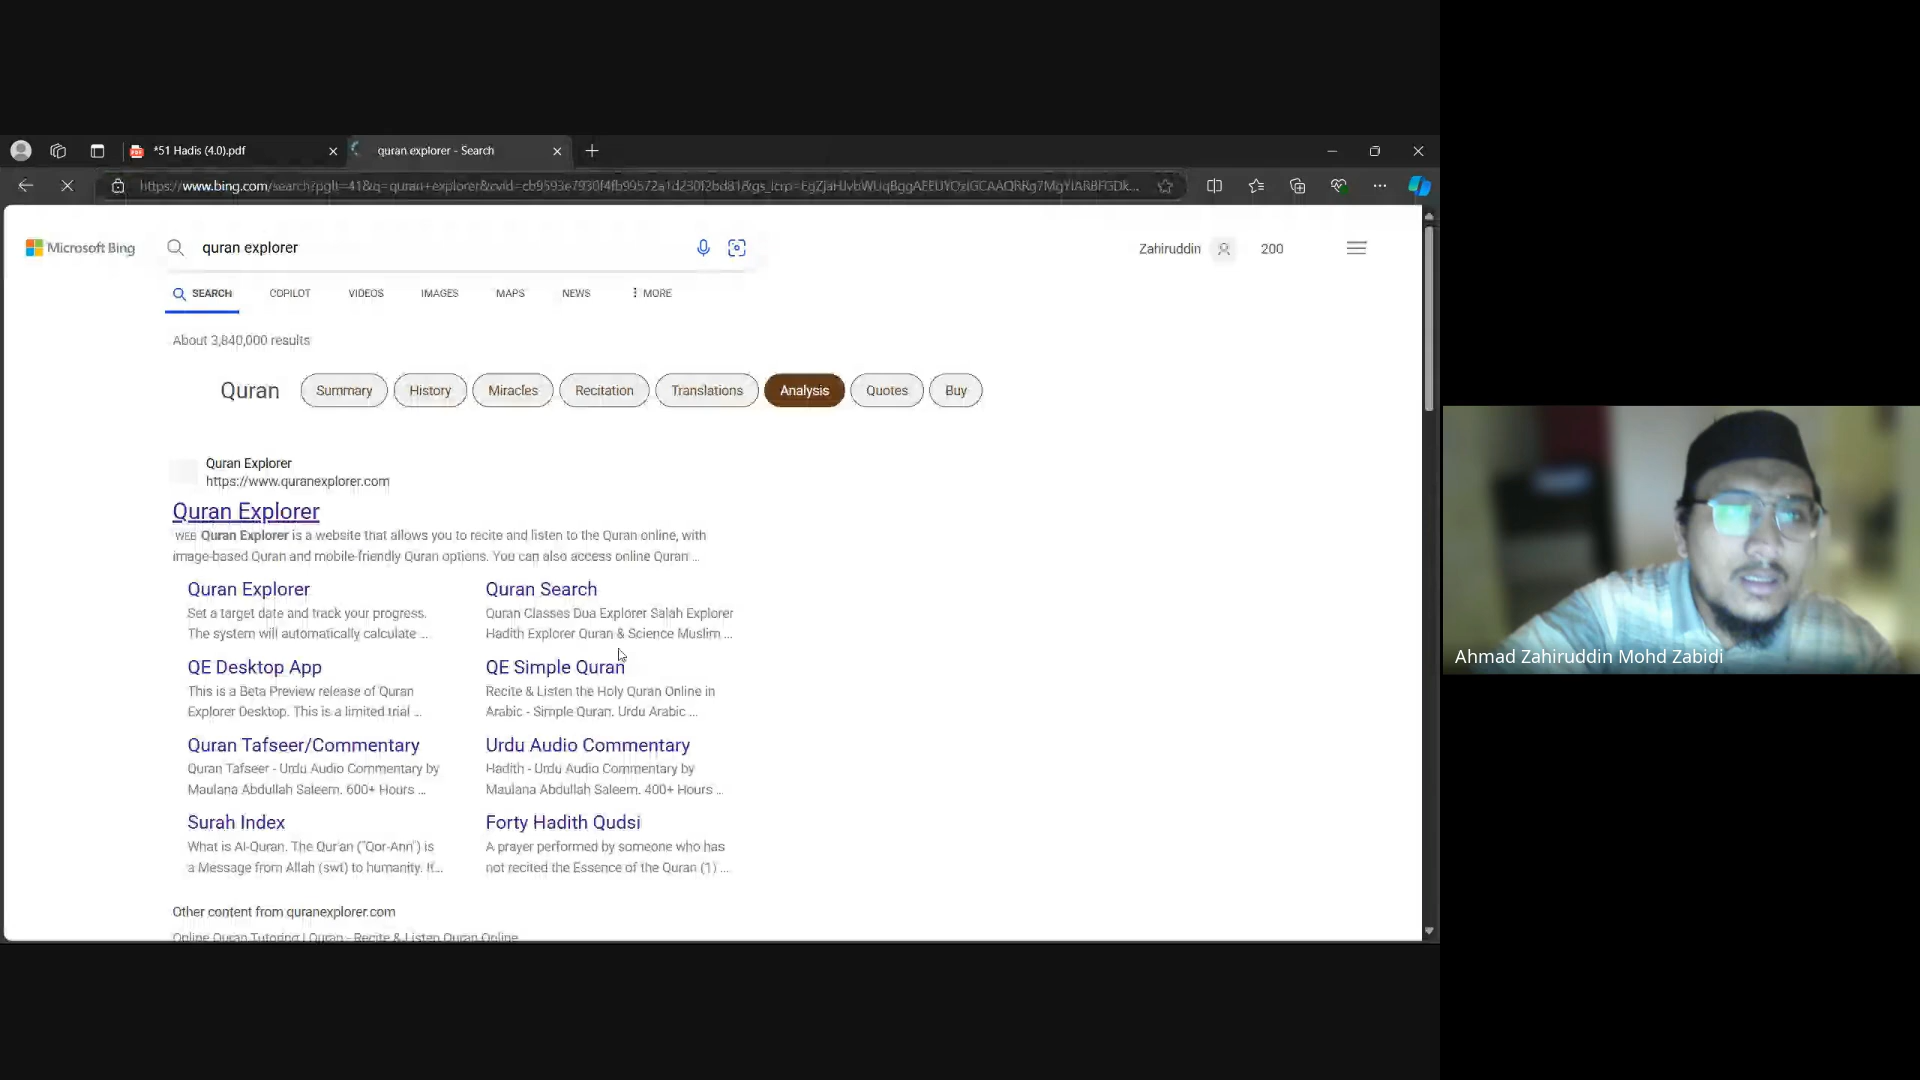 *51 Hadis (4.0).pdf
quran explorer - Search
Microsoft Bing
quran explorer
Zahiruddin
200
SEARCH
COPILOT
VIDEOS
IMAGES
MAPS
NEWS
MORE
About 3,840,000 results
Quran
Summary
History
Miracles
Recitation
Translations
Analysis
Quotes
Buy
Quran Explorer
https://www.quranexplorer.com
Quran Explorer
WEB Quran Explorer is a website that allows you to recite and listen to the Quran online, with
image-based Quran and mobile-friendly Quran options. You can also access online Quran ...
Quran Explorer
Set a target date and track your progress.
The system will automatically calculate ...
Quran Search
Quran Classes Dua Explorer Salah Explorer
Hadith Explorer Quran & Science Muslim ...
QE Desktop App
This is a Beta Preview release of Quran
Explorer Desktop. This is a limited trial ...
QE Simple Quran
Recite & Listen the Holy Quran Online in
Arabic - Simple Quran. Urdu Arabic ...
Quran Tafseer/Commentary
Quran Tafseer - Urdu Audio Commentary by
Maulana Abdullah Saleem. 600+ Hours ...
Urdu Audio Commentary
Hadith - Urdu Audio Commentary by
Maulana Abdullah Saleem. 400+ Hours ...
Surah Index
What is Al-Quran. The Qur'an ("Qor-Ann") is
a Message from Allah (swt) to humanity. It...
Forty Hadith Qudsi
A prayer performed by someone who has
not recited the Essence of the Quran (1) ...
Other content from quranexplorer.com
Online Quran Tutoring | Quran - Recite & Listen Quran Online
Ahmad Zahiruddin Mohd Zabidi